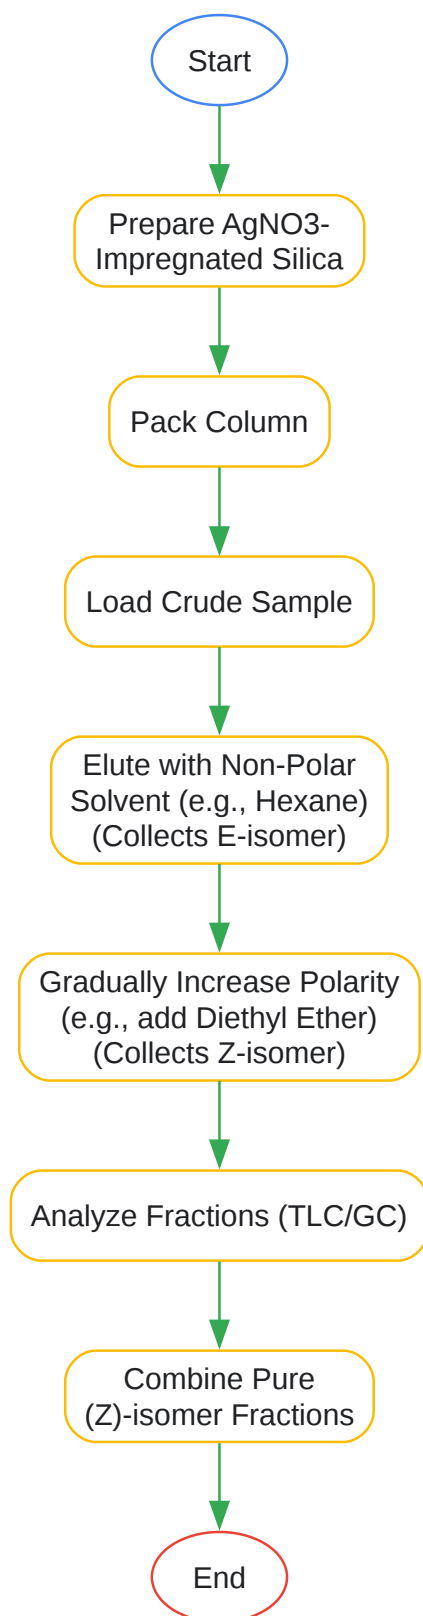 Start
Prepare AgNO3-
Impregnated Silica
Pack Column
Load Crude Sample
Elute with Non-Polar
Solvent (e.g., Hexane)
(Collects E-isomer)
Gradually Increase Polarity
(e.g., add Diethyl Ether)
(Collects Z-isomer)
Analyze Fractions (TLC/GC)
Combine Pure
(Z)-isomer Fractions
End